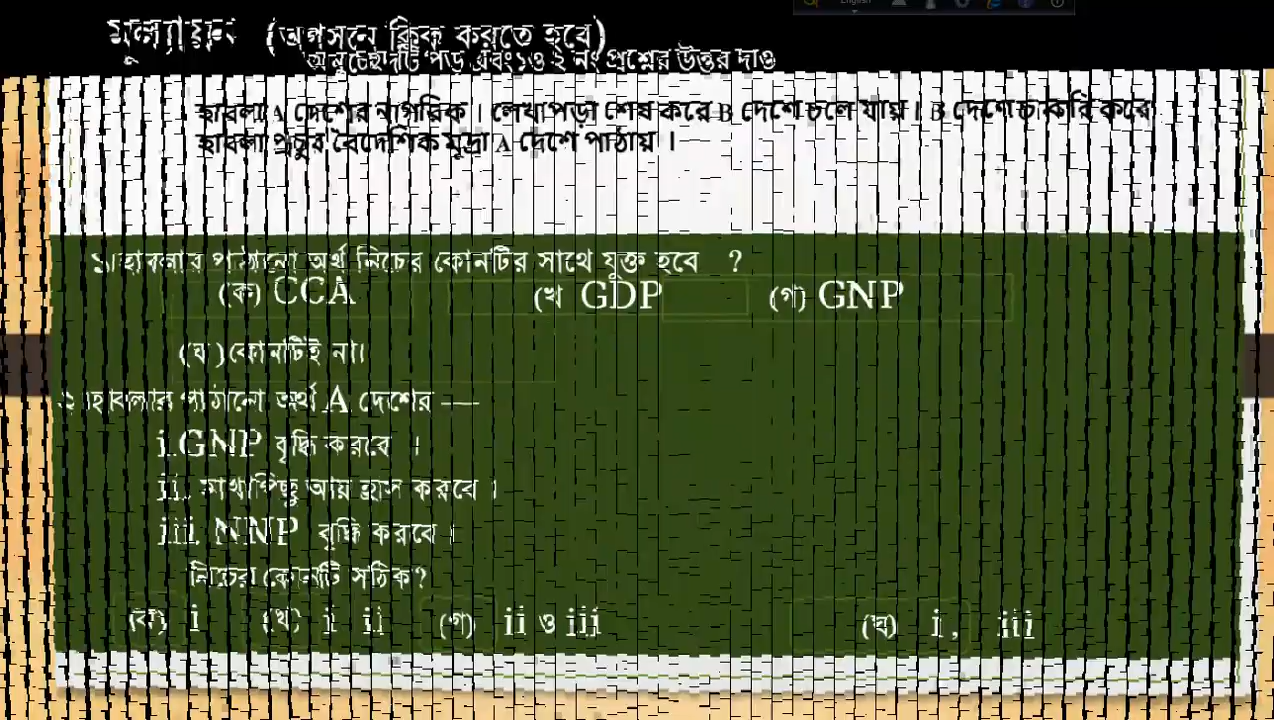 English
মূল্যায়ন (অপসনে ক্লিক করতে হবে)
অনুচ্ছেদটি পড় এবং১ও ২ নং প্রশ্নের উত্তর দাও
হাবলা A দেশের নাগরিক । লেখাপড়া শেষ করে B দেশে চলে যায় । B দেশে চাকরি করে
হাবলা প্রচুর বৈদেশিক মুদ্রা A দেশে পাঠায় ।
১।হাবলার পাঠানো অর্থ নিচের কোনটির সাথে যুক্ত হবে ?
(ক) CCA (খ GDP (গ) GNP
(ঘ )কোনটিই না।
২।হাবলার পাঠানো অর্থ A দেশের —
i.GNP বৃদ্ধি করবে ।
ii. মাথাপিছু আয় হ্রাস করবে ।
iii. NNP বৃদ্ধি করবে ।
নিচের কোনটি সঠিক?
(ক) i (খ) i ii (গ) ii ও iii (ঘ) i , iii